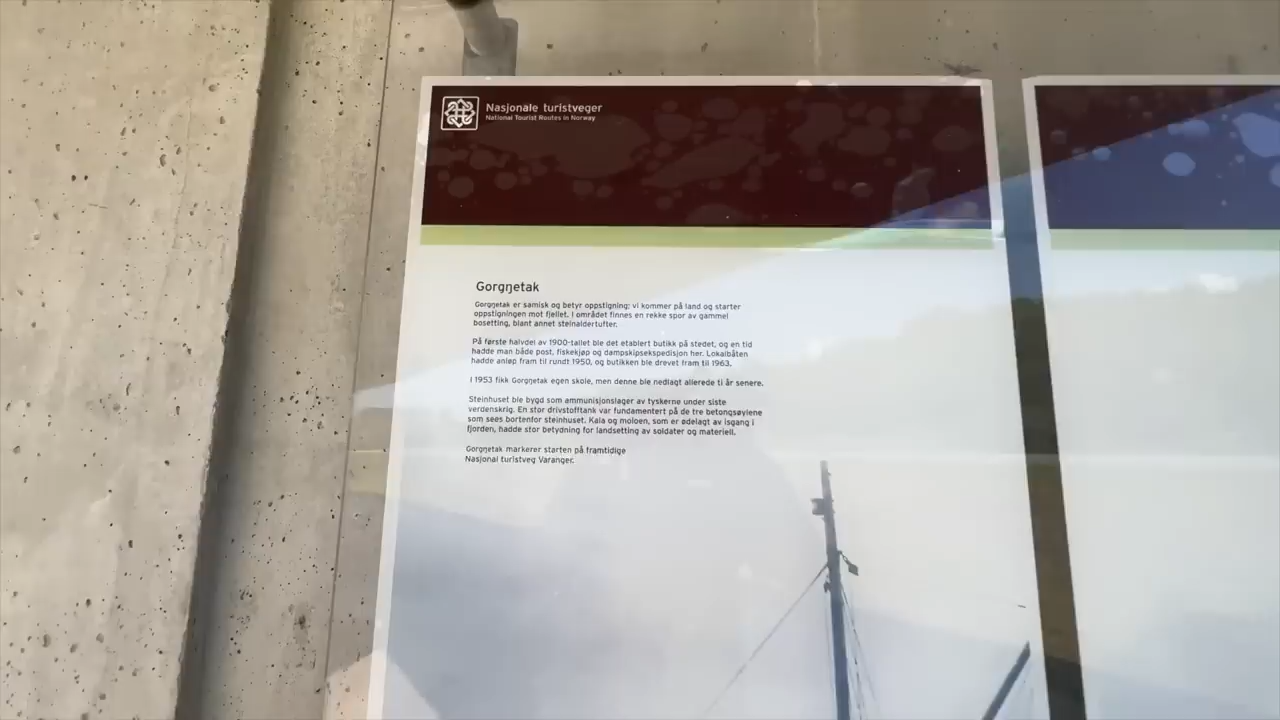 Nasjonale turistveger
National Tourist Routes in Norway
Gorgŋetak
Gorgŋetak er samisk og betyr oppstigning; vi kommer på land og starter
oppstigningen mot fjellet. I området finnes en rekke spor av gammel
bosetting, blant annet steinaldertufter.
På første halvdel av 1900-tallet ble det etablert butikk på stedet, og en tid
hadde man både post, fiskekjøp og dampskipsekspedisjon her. Lokalbåten
hadde anløp fram til rundt 1950, og butikken ble drevet fram til 1963.
I 1953 fikk Gorgŋetak egen skole, men denne ble nedlagt allerede ti år senere.
Steinhuset ble bygd som ammunisjonslager av tyskerne under siste
verdenskrig. En stor drivstofftank var fundamentert på de tre betongsøylene
som sees bortenfor steinhuset. Kaia og moloen, som er ødelagt av isgang i
fjorden, hadde stor betydning for landsetting av soldater og materiell.
Gorgŋetak markerer starten på framtidige
Nasjonal turistveg Varanger.